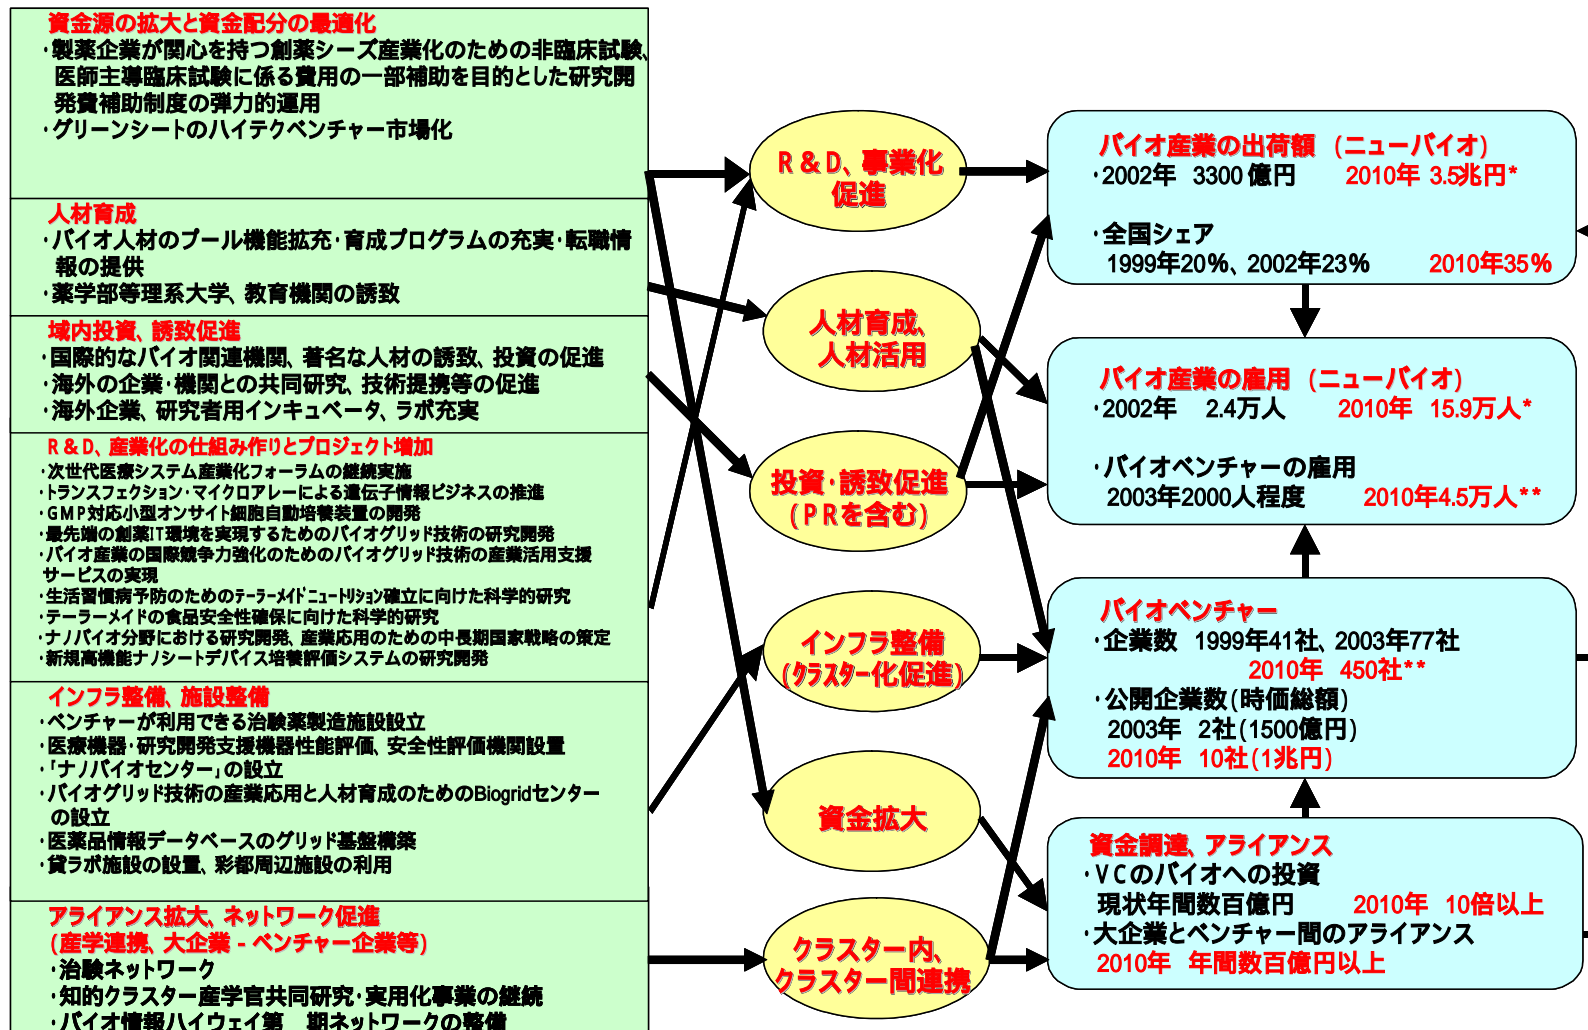 資金源の拡大と資金配分の最適化
・製薬企業が関心を持つ創薬シーズ産業化のための非臨床試験、
医師主導臨床試験に係る費用の一部補助を目的とした研究開
発費補助制度の弾力的運用
・グリーンシートのハイテクベンチャー市場化
人材育成
・バイオ人材のプール機能拡充・育成プログラムの充実・転職情
報の提供
・薬学部等理系大学、教育機関の誘致
域内投資、誘致促進
・国際的なバイオ関連機関、著名な人材の誘致、投資の促進
・海外の企業・機関との共同研究、技術提携等の促進
・海外企業、研究者用インキュベータ、ラボ充実
R & D、産業化の仕組み作りとプロジェクト増加
・次世代医療システム産業化フォーラムの継続実施
・トランスフェクション・マイクロアレーによる遺伝子情報ビジネスの推進
・GMP対応小型オンサイト細胞自動培養装置の開発
・最先端の創薬IT環境を実現するためのバイオグリッド技術の研究開発
・バイオ産業の国際競争力強化のためのバイオグリッド技術の産業活用支援
サービスの実現
・生活習慣病予防のためのテーラーメイドニュートリション確立に向けた科学的研究
・テーラーメイドの食品安全性確保に向けた科学的研究
・ナノバイオ分野における研究開発、産業応用のための中長期国家戦略の策定
・新規高機能ナノシートデバイス培養評価システムの研究開発
インフラ整備、施設整備
・ベンチャーが利用できる治験薬製造施設設立
・医療機器・研究開発支援機器性能評価、安全性評価機関設置
・「ナノバイオセンター」の設立
・バイオグリッド技術の産業応用と人材育成のためのBiogridセンター
の設立
・医薬品情報データベースのグリッド基盤構築
・貸ラボ施設の設置、彩都周辺施設の利用
アライアンス拡大、ネットワーク促進
(産学連携、大企業 - ベンチャー企業等)
・治験ネットワーク
・知的クラスター産学官共同研究・実用化事業の継続
・バイオ情報ハイウェイ第　期ネットワークの整備
R & D、事業化
促進
人材育成、
人材活用
投資・誘致促進
(PRを含む)
インフラ整備
(クラスター化促進)
資金拡大
クラスター内、
クラスター間連携
バイオ産業の出荷額 (ニューバイオ)
・2002年 3300億円 2010年 3.5兆円*
・全国シェア
1999年20%、2002年23% 2010年35%
バイオ産業の雇用 (ニューバイオ)
・2002年 2.4万人 2010年 15.9万人*
・バイオベンチャーの雇用
2003年2000人程度 2010年4.5万人**
バイオベンチャー
・企業数 1999年41社、2003年77社
2010年 450社**
・公開企業数(時価総額)
2003年 2社(1500億円)
2010年 10社(1兆円)
資金調達、アライアンス
・VCのバイオへの投資
現状年間数百億円 2010年 10倍以上
・大企業とベンチャー間のアライアンス
2010年 年間数百億円以上